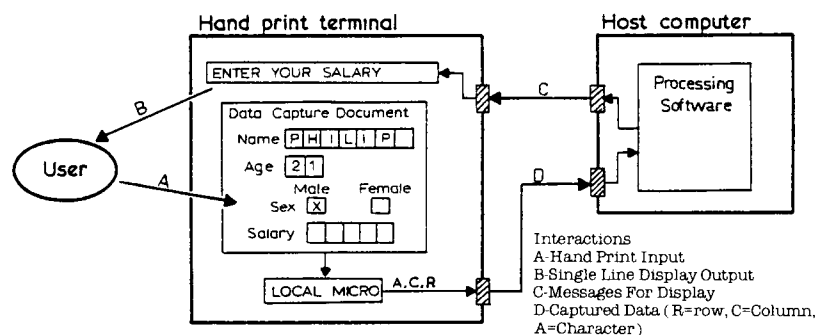 Hand print terminal
Host computer
ENTER YOUR SALARY
Processing
Software
C
B
Data Capture Document
Name P H I L I P
Age 2 1
User
A
Male Female
Sex X
D
Salary
LOCAL MICRO
A.C.R
Interactions
A-Hand Print Input
B-Single Line Display Output
C-Messages For Display
D-Captured Data ( R=row, C=Column,
A=Character )